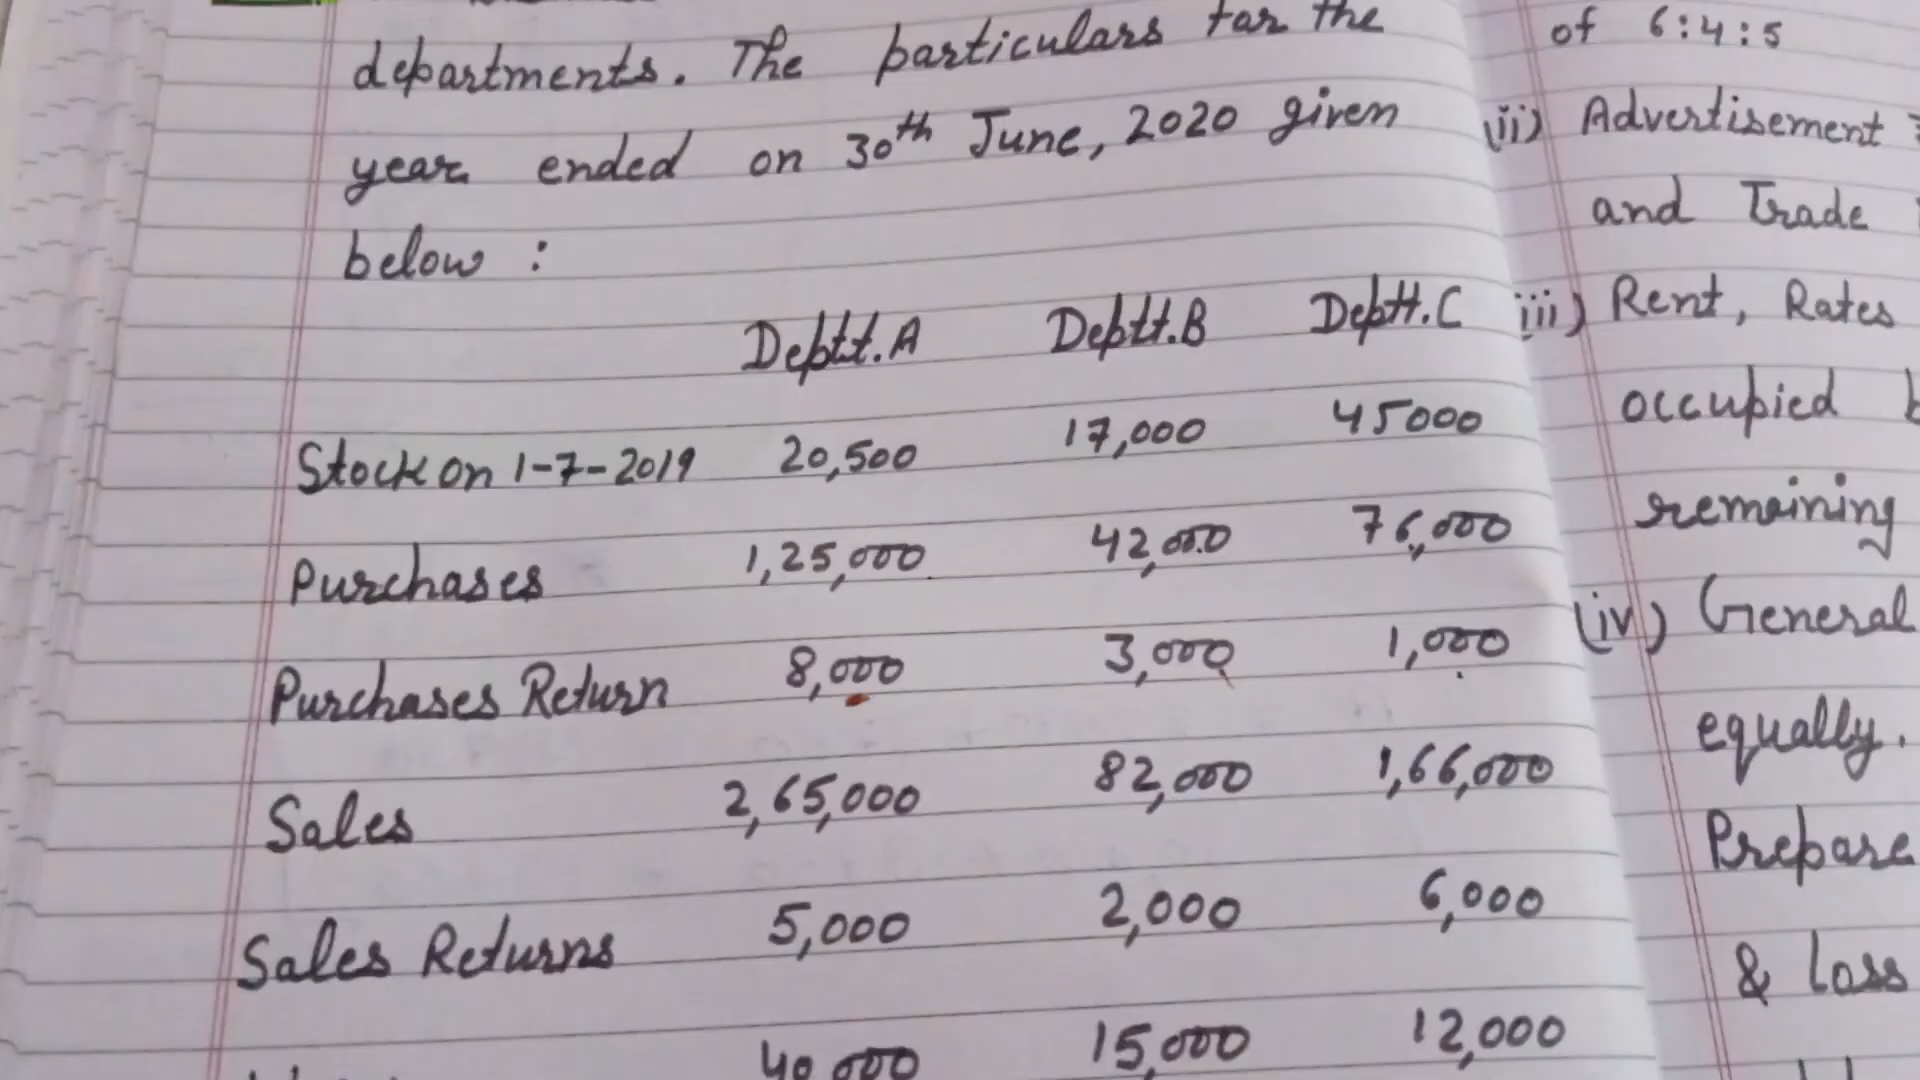 departments. The particulars for the
year ended on 30th June, 2020 given
below :
Deptt.A Deptt.B Deptt.C
Stock on 1-7-2019 20,500 17,000 45000
Purchases 1,25,000 42,000 76,000
Purchases Return 8,000 3,000 1,000
Sales 2,65,000 82,000 1,66,000
Sales Returns 5,000 2,000 6,000
40,000 15,000 12,000
of 6:4:5
(ii) Advertisement
and Trade
iii) Rent, Rates
occupied
remaining
(iv) General
equally.
Prepare
& Loss